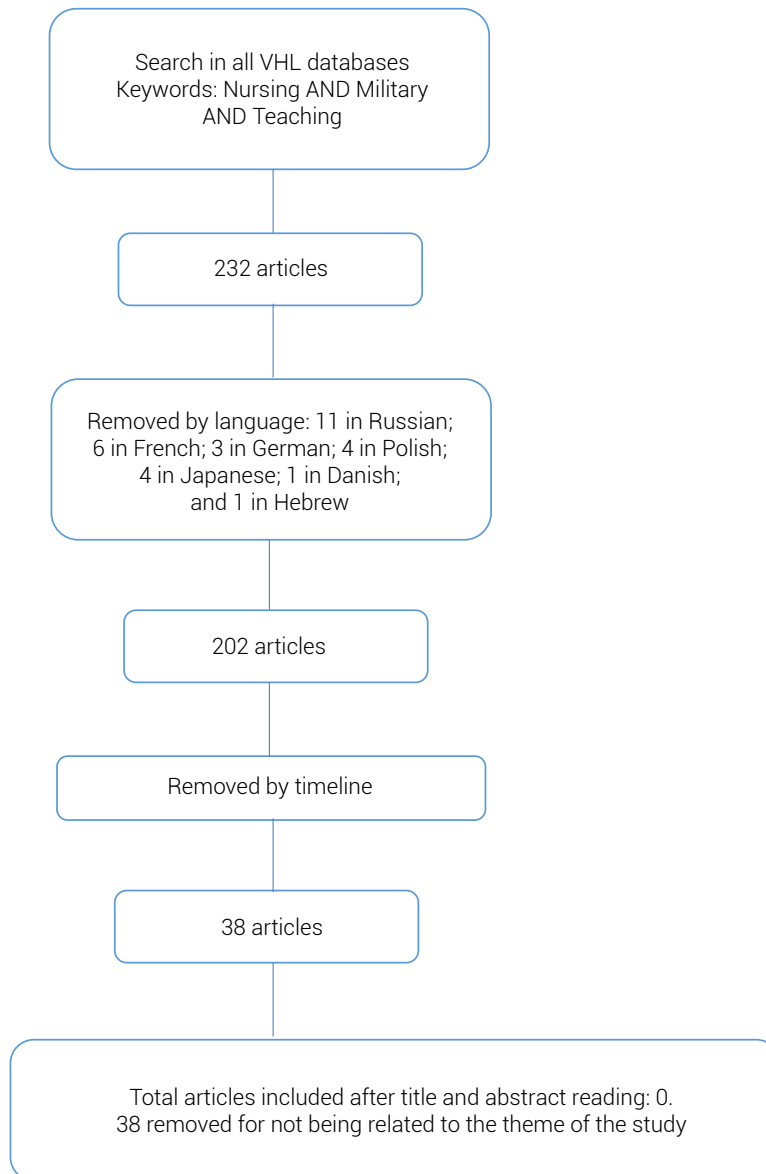 Search in all VHL databases
Keywords: Nursing AND Military
AND Teaching
232 articles
Removed by language: 11 in Russian;
6 in French; 3 in German; 4 in Polish;
4 in Japanese; 1 in Danish;
and 1 in Hebrew
202 articles
Removed by timeline
38 articles
Total articles included after title and abstract reading: 0.
38 removed for not being related to the theme of the study